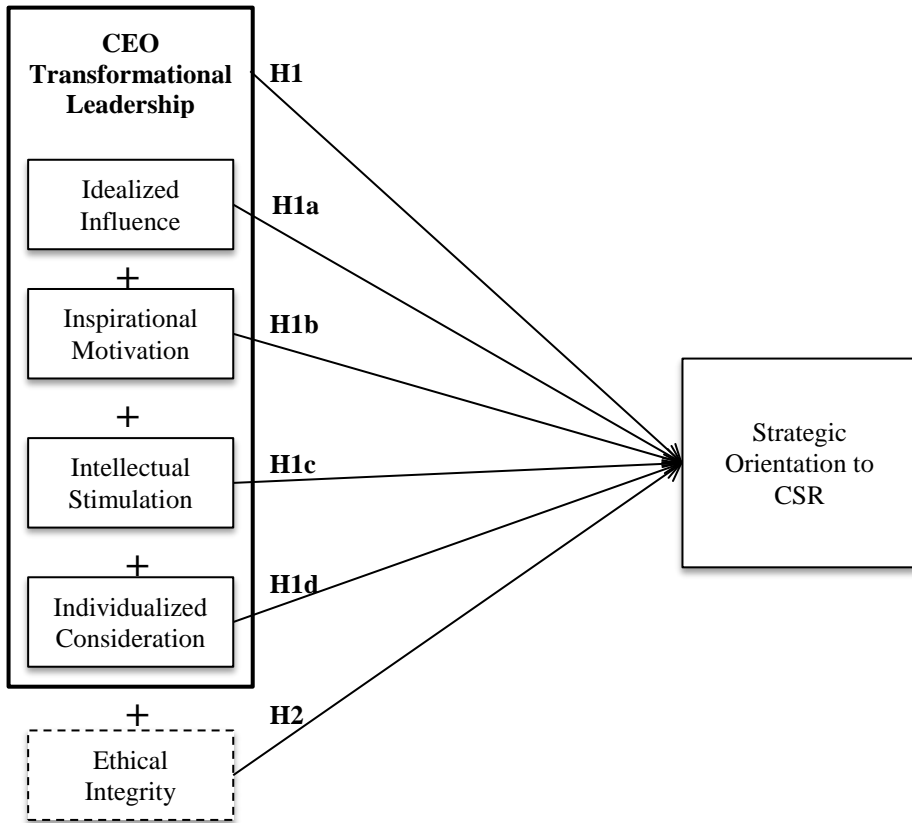 CEO
Transformational
Leadership
H1
Idealized
Influence
H1a
+
Inspirational
Motivation
H1b
+
Intellectual
Stimulation
H1c
+
Individualized
Consideration
H1d
+
Ethical
Integrity
H2
Strategic
Orientation to
CSR